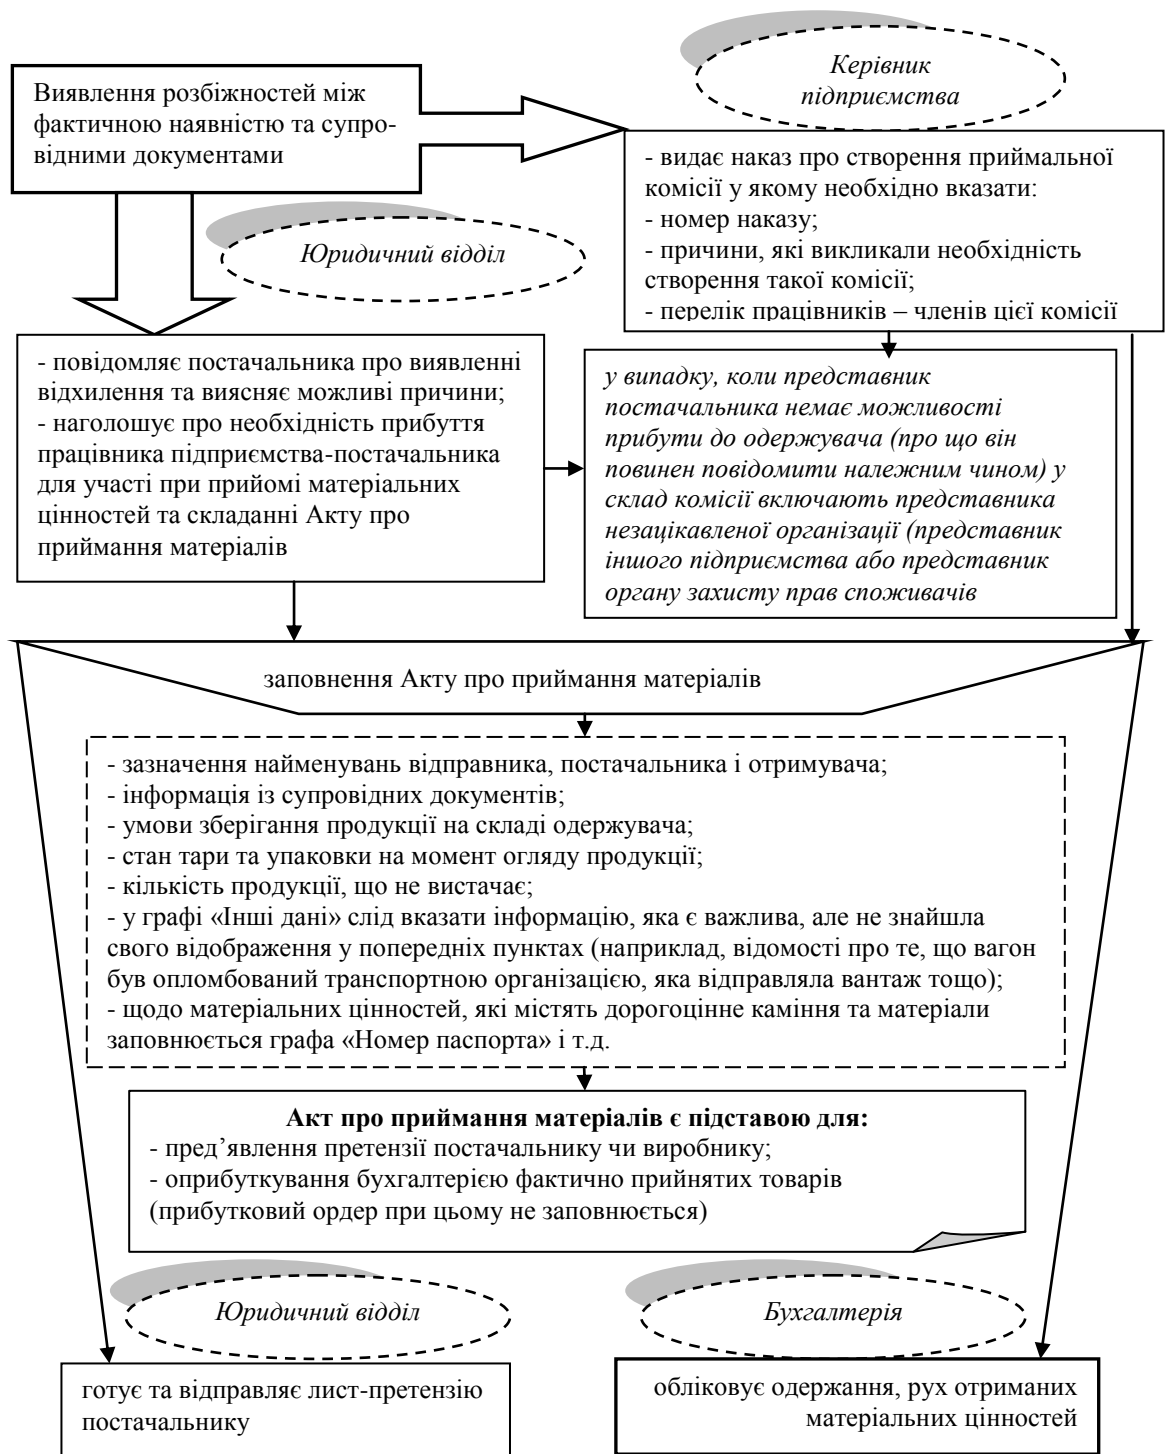 Керівник
підприємства
Виявлення розбіжностей між
фактичною наявністю та супро-
відними документами
- видає наказ про створення приймальної
комісії у якому необхідно вказати:
- номер наказу;
- причини, які викликали необхідність
створення такої комісії;
- перелік працівників – членів цієї комісії
Юридичний відділ
- повідомляє постачальника про виявленні
відхилення та виясняє можливі причини;
- наголошує про необхідність прибуття
працівника підприємства-постачальника
для участі при прийомі матеріальних
цінностей та складанні Акту про
приймання матеріалів
у випадку, коли представник
постачальника немає можливості
прибути до одержувача (про що він
повинен повідомити належним чином) у
склад комісії включають представника
незацікавленої організації (представник
іншого підприємства або представник
органу захисту прав споживачів
заповнення Акту про приймання матеріалів
- зазначення найменувань відправника, постачальника і отримувача;
- інформація із супровідних документів;
- умови зберігання продукції на складі одержувача;
- стан тари та упаковки на момент огляду продукції;
- кількість продукції, що не вистачає;
- у графі «Інші дані» слід вказати інформацію, яка є важлива, але не знайшла
свого відображення у попередніх пунктах (наприклад, відомості про те, що вагон
був опломбований транспортною організацією, яка відправляла вантаж тощо);
- щодо матеріальних цінностей, які містять дорогоцінне каміння та матеріали
заповнюється графа «Номер паспорта» і т.д.
Акт про приймання матеріалів є підставою для:
- пред’явлення претензії постачальнику чи виробнику;
- оприбуткування бухгалтерією фактично прийнятих товарів
(прибутковий ордер при цьому не заповнюється)
Юридичний відділ
готує та відправляє лист-претензію
постачальнику
Бухгалтерія
обліковує одержання, рух отриманих
матеріальних цінностей